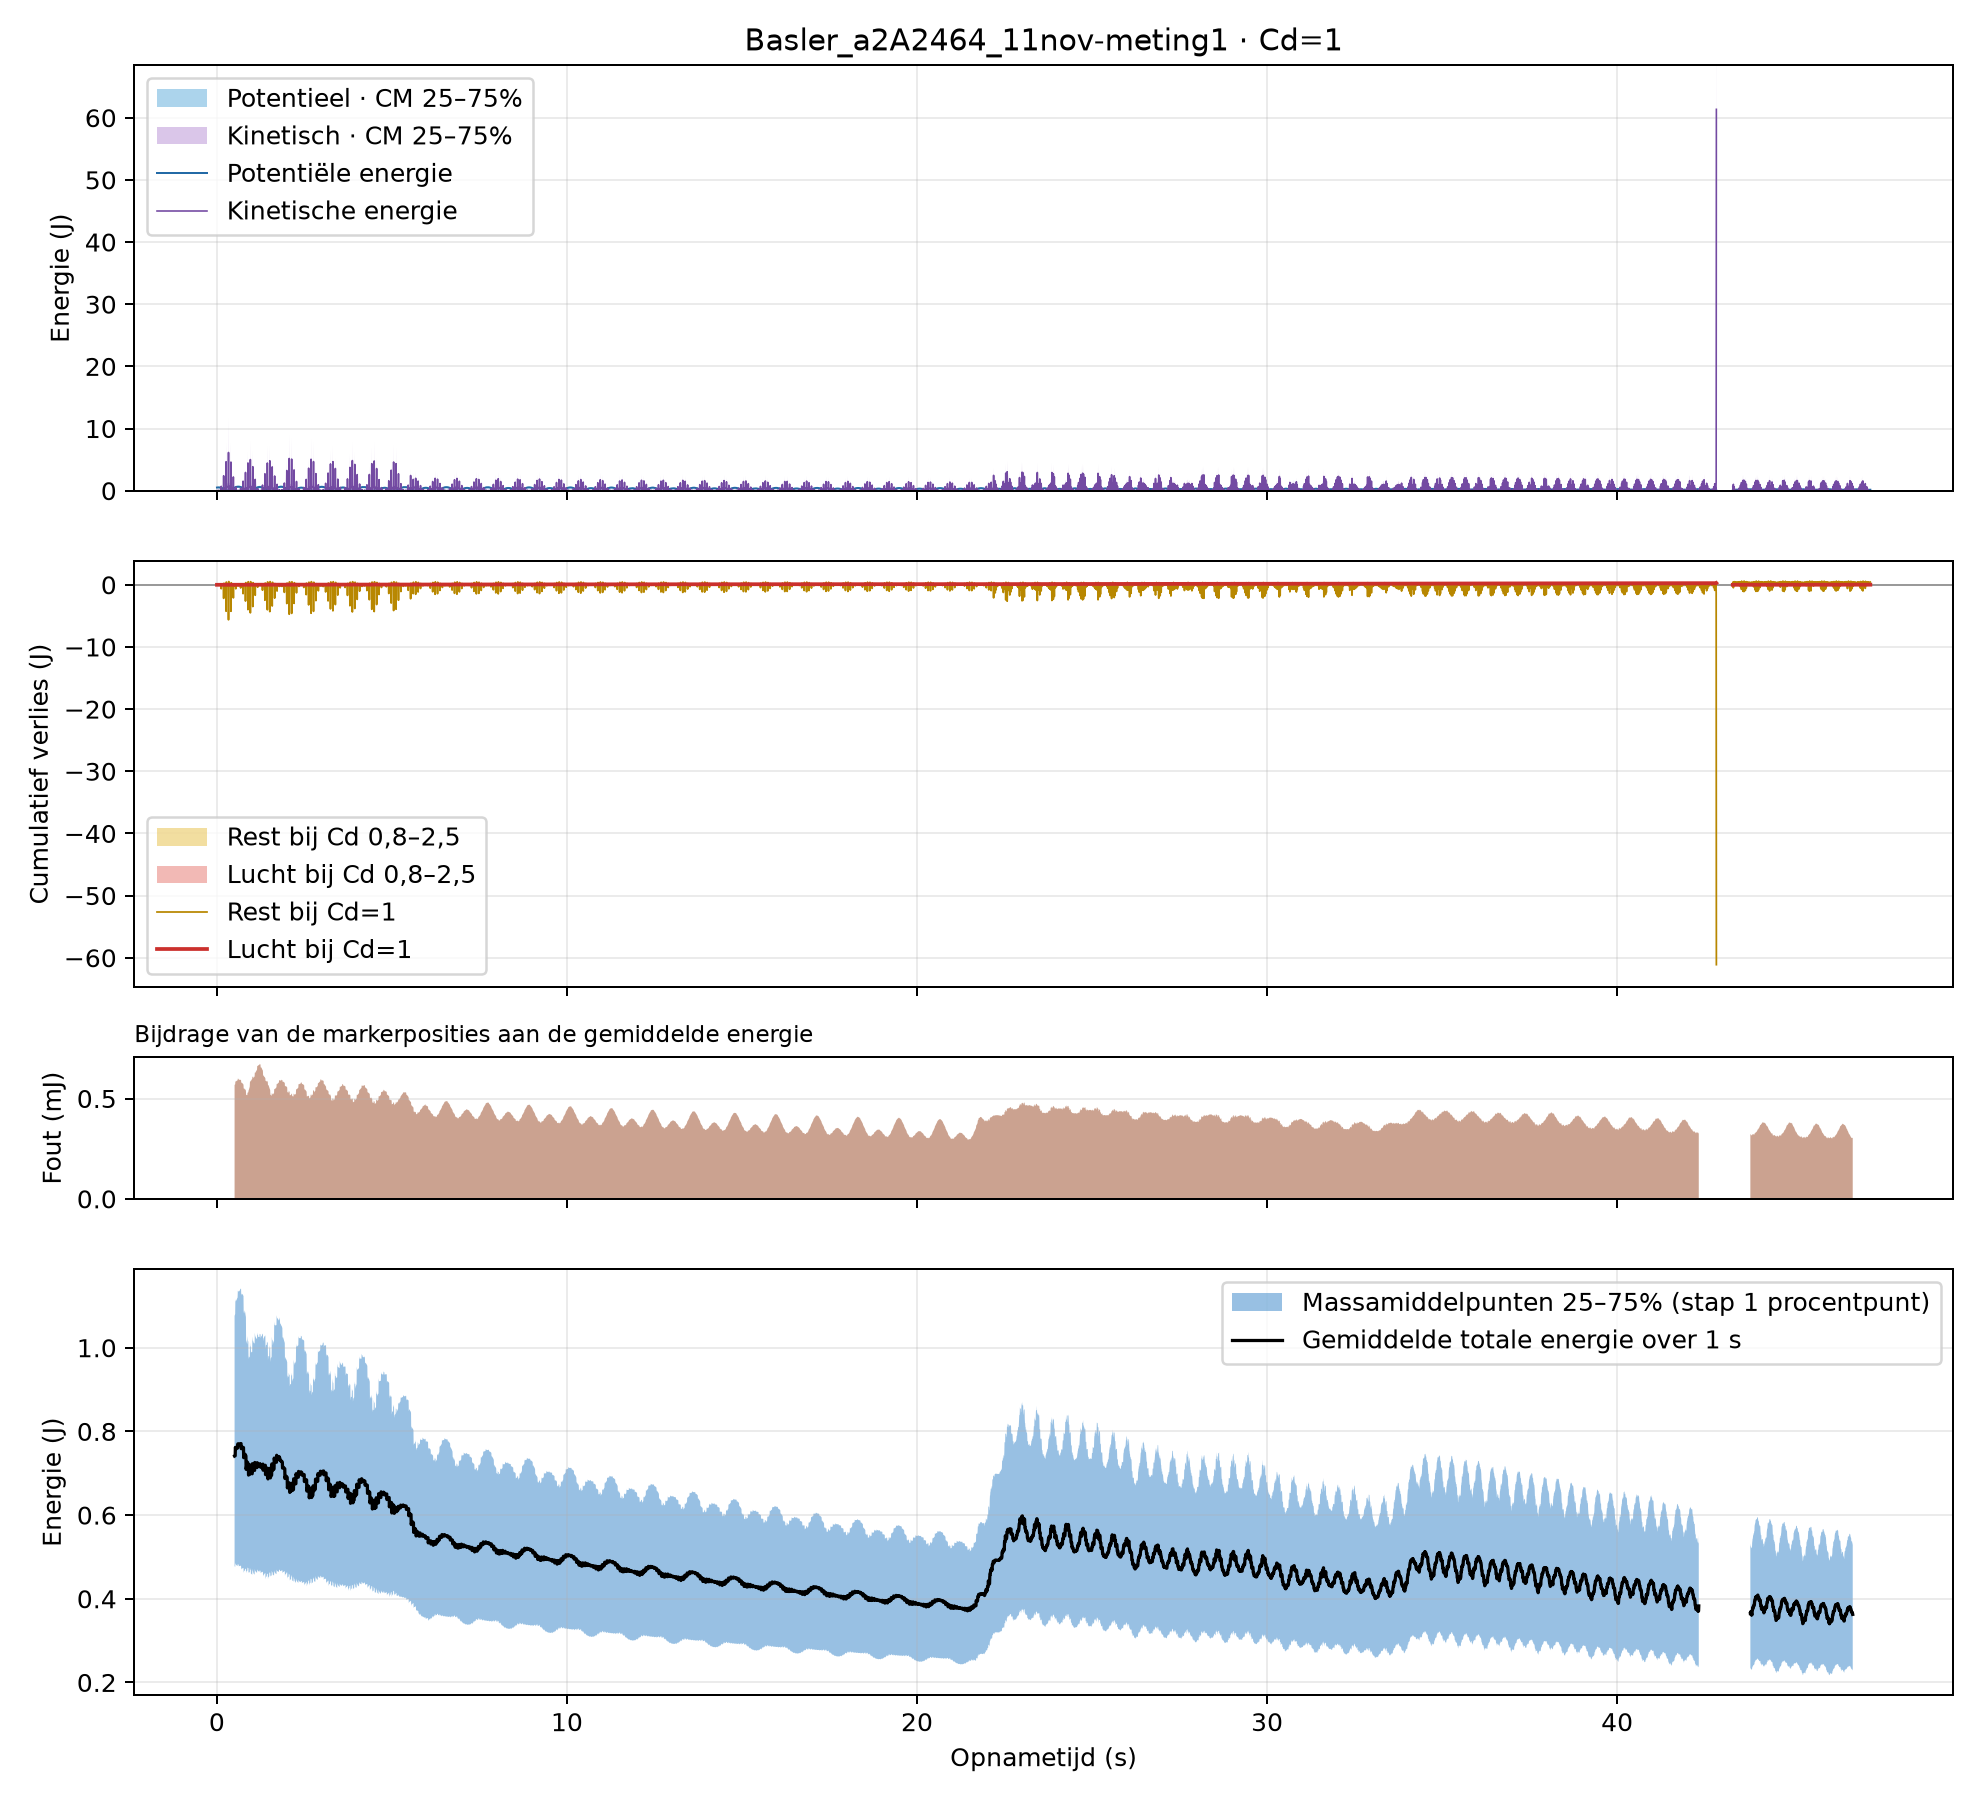 Basler_a2A2464_11nov-meting1 · Cd=1
Energie (J)
60
50
40
30
20
10
0
Potentieel · CM 25–75%
Kinetisch · CM 25–75%
Potentiële energie
Kinetische energie
Cumulatief verlies (J)
0
−10
−20
−30
−40
−50
−60
Rest bij Cd 0,8–2,5
Lucht bij Cd 0,8–2,5
Rest bij Cd=1
Lucht bij Cd=1
Bijdrage van de markerposities aan de gemiddelde energie
Fout (mJ)
0.5
0.0
Energie (J)
1.0
0.8
0.6
0.4
0.2
Massamiddelpunten 25–75% (stap 1 procentpunt)
Gemiddelde totale energie over 1 s
0 10 20 30 40
Opnametijd (s)